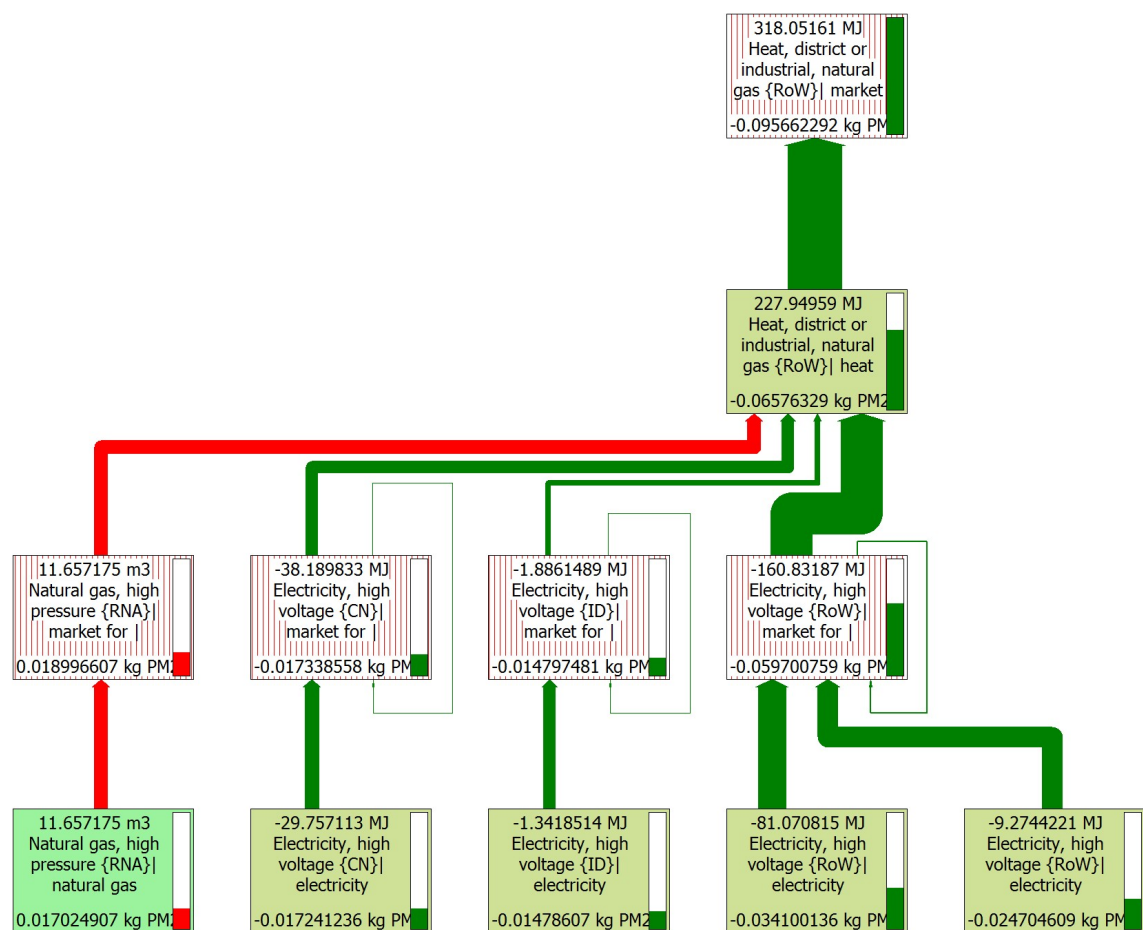 318.05161 MJ
Heat, district or
industrial, natural
gas {RoW}| market
-0.095662292 kg PM
227.94959 MJ
Heat, district or
industrial, natural
gas {RoW}| heat
-0.06576329 kg PM2
11.657175 m3
Natural gas, high
pressure {RNA}|
market for |
0.018996607 kg PM2
-38.189833 MJ
Electricity, high
voltage {CN}|
market for |
-0.017338558 kg PM
-1.8861489 MJ
Electricity, high
voltage {ID}|
market for |
-0.014797481 kg PM
-160.83187 MJ
Electricity, high
voltage {RoW}|
market for |
-0.059700759 kg PM
11.657175 m3
Natural gas, high
pressure {RNA}|
natural gas
0.017024907 kg PM2
-29.757113 MJ
Electricity, high
voltage {CN}|
electricity
-0.017241236 kg PM
-1.3418514 MJ
Electricity, high
voltage {ID}|
electricity
-0.01478607 kg PM2
-81.070815 MJ
Electricity, high
voltage {RoW}|
electricity
-0.034100136 kg PM
-9.2744221 MJ
Electricity, high
voltage {RoW}|
electricity
-0.024704609 kg PM